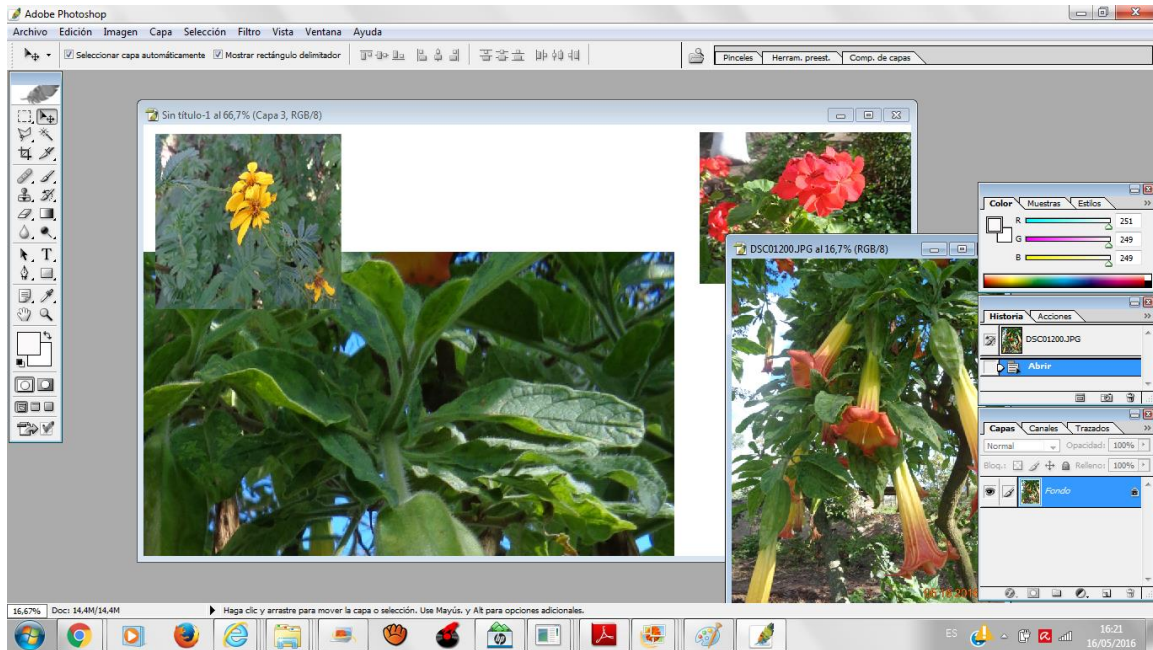 Adobe Photoshop
Archivo Edición Imagen Capa Selección Filtro Vista Ventana Ayuda
Seleccionar capa automáticamente Mostrar rectángulo delimitador
Pinceles Herram. preest. Comp. de capas
Sin título-1 al 66,7% (Capa 3, RGB/8)
DSC01200.JPG al 16,7% (RGB/8)
Color Muestras Estilos
R 251
G 249
B 249
Historia Acciones
DSC01200.JPG
Abrir
Capas Canales Trazados
Normal Opacidad: 100%
Bloq.: Relleno: 100%
Fondo
16,67% Doc: 14,4M/14,4M Haga clic y arrastre para mover la capa o selección. Use Mayús. y Alt para opciones adicionales.
ES
16:21
16/05/2016